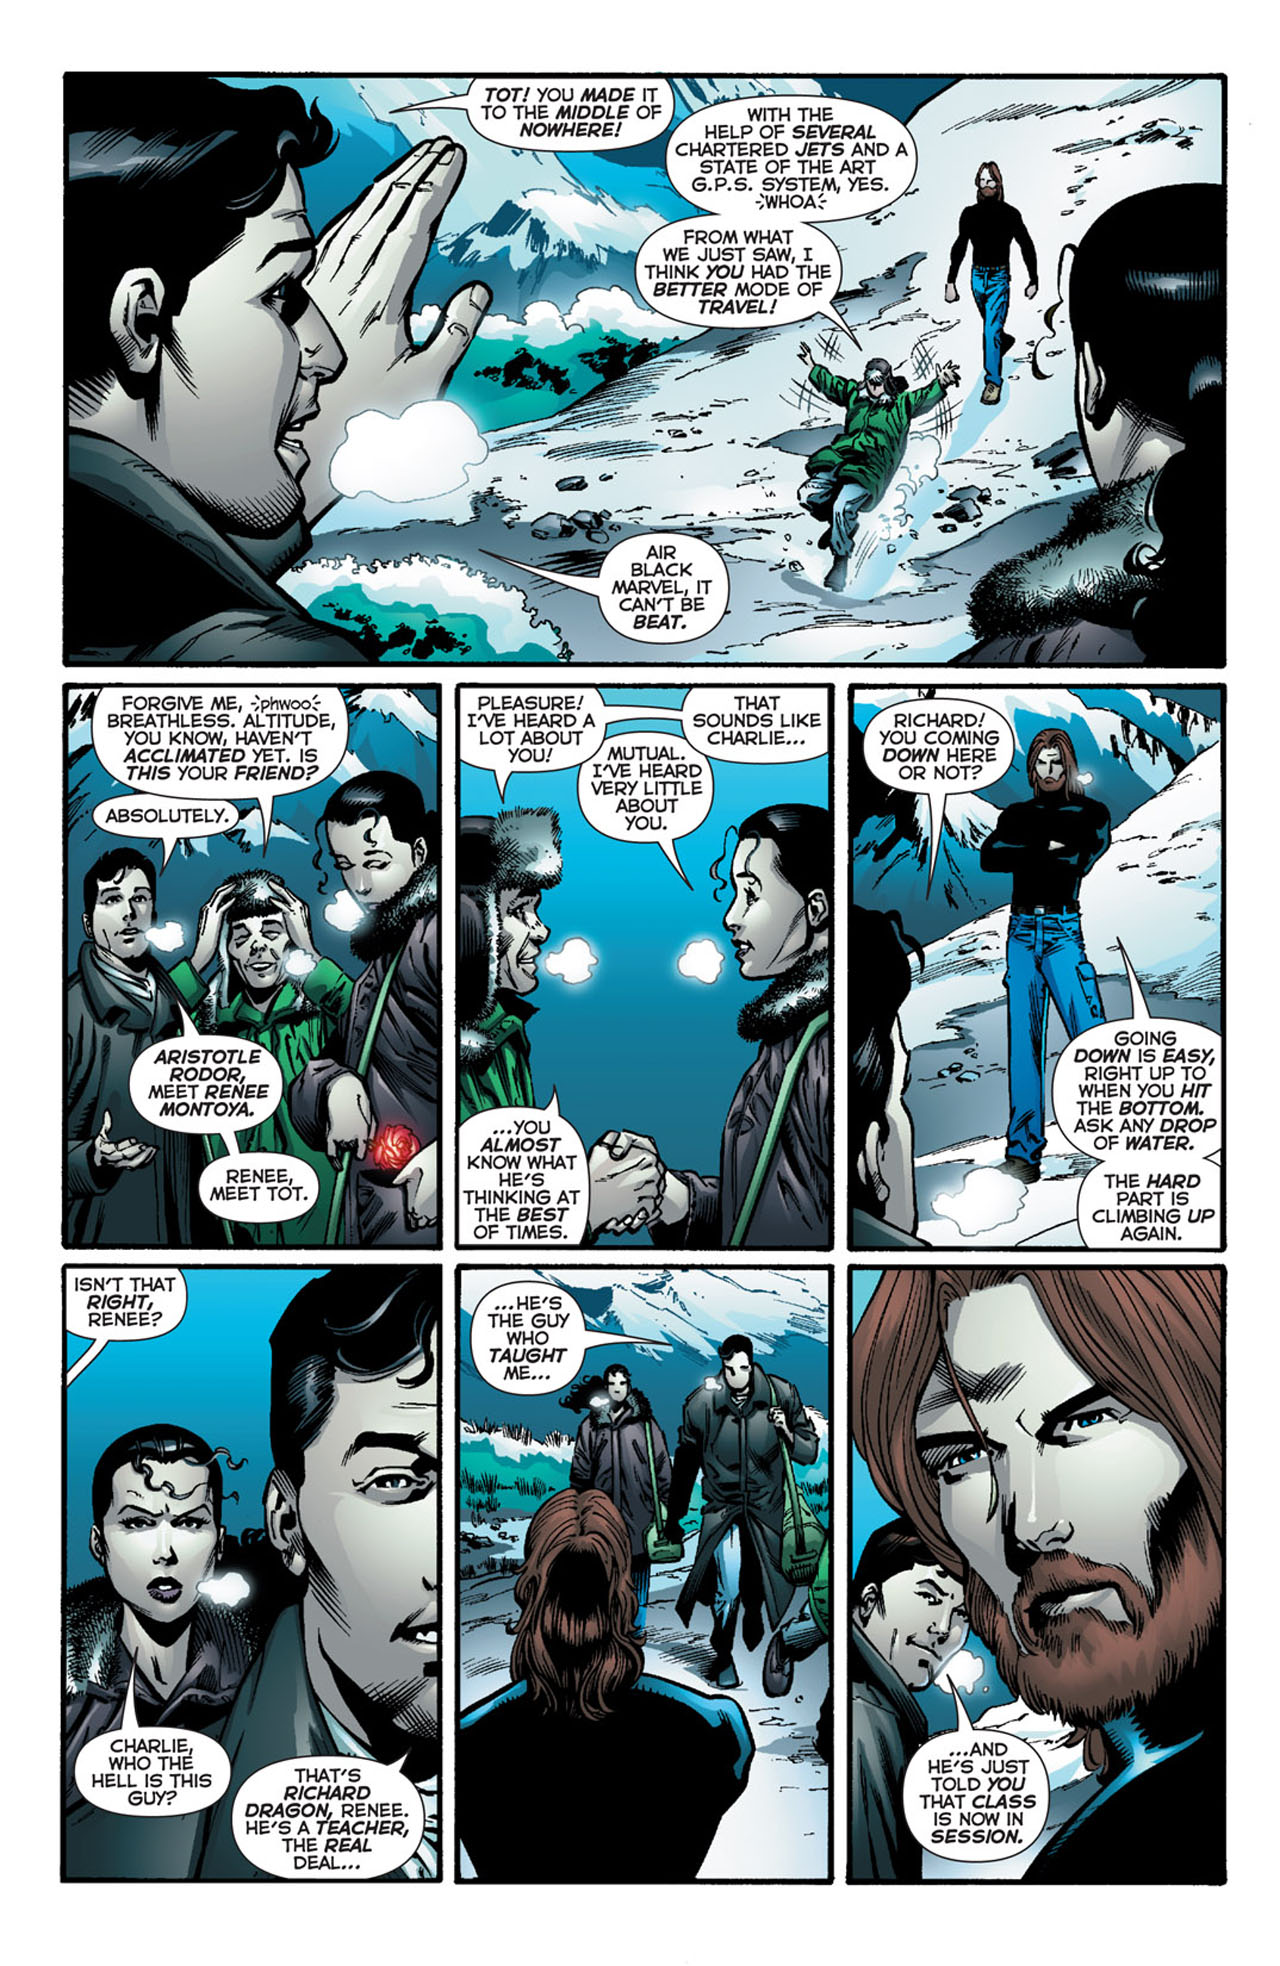 TOT! YOU MADE IT
TO THE MIDDLE OF
NOWHERE!
WITH THE
HELP OF SEVERAL
CHARTERED JETS AND A
STATE OF THE ART
G.P.S. SYSTEM, YES.
WHOA
FROM WHAT
WE JUST SAW, I
THINK YOU HAD THE
BETTER MODE OF
TRAVEL!
AIR
BLACK
MARVEL, IT
CAN'T BE
BEAT.
FORGIVE ME, phwoo
BREATHLESS. ALTITUDE,
YOU KNOW, HAVEN'T
ACCLIMATED YET. IS
THIS YOUR FRIEND?
ABSOLUTELY.
ARISTOTLE
RODOR,
MEET RENEE
MONTOYA.
RENEE,
MEET TOT.
PLEASURE!
I'VE HEARD A
LOT ABOUT
YOU!
MUTUAL.
I'VE HEARD
VERY LITTLE
ABOUT
YOU.
THAT
SOUNDS LIKE
CHARLIE...
...YOU
ALMOST
KNOW WHAT
HE'S
THINKING AT
THE BEST
OF TIMES.
RICHARD!
YOU COMING
DOWN HERE
OR NOT?
GOING
DOWN IS EASY,
RIGHT UP TO
WHEN YOU HIT
THE BOTTOM.
ASK ANY DROP
OF WATER.
THE HARD
PART IS
CLIMBING UP
AGAIN.
ISN'T THAT
RIGHT,
RENEE?
CHARLIE,
WHO THE
HELL IS THIS
GUY?
THAT'S
RICHARD
DRAGON, RENEE.
HE'S A TEACHER,
THE REAL
DEAL...
...HE'S
THE GUY
WHO
TAUGHT
ME...
...AND
HE'S JUST
TOLD YOU
THAT CLASS
IS NOW IN
SESSION.